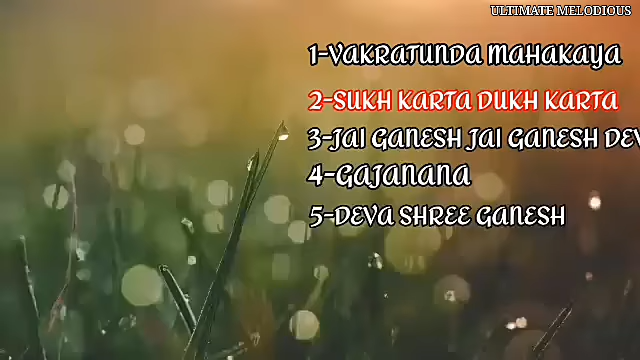 ULTIMATE MELODIOUS
1-VAKRATUNDA MAHAKAYA
2-SUKH KARTA DUKH KARTA
3-JAI GANESH JAI GANESH DEV
4-GAJANANA
5-DEVA SHREE GANESH